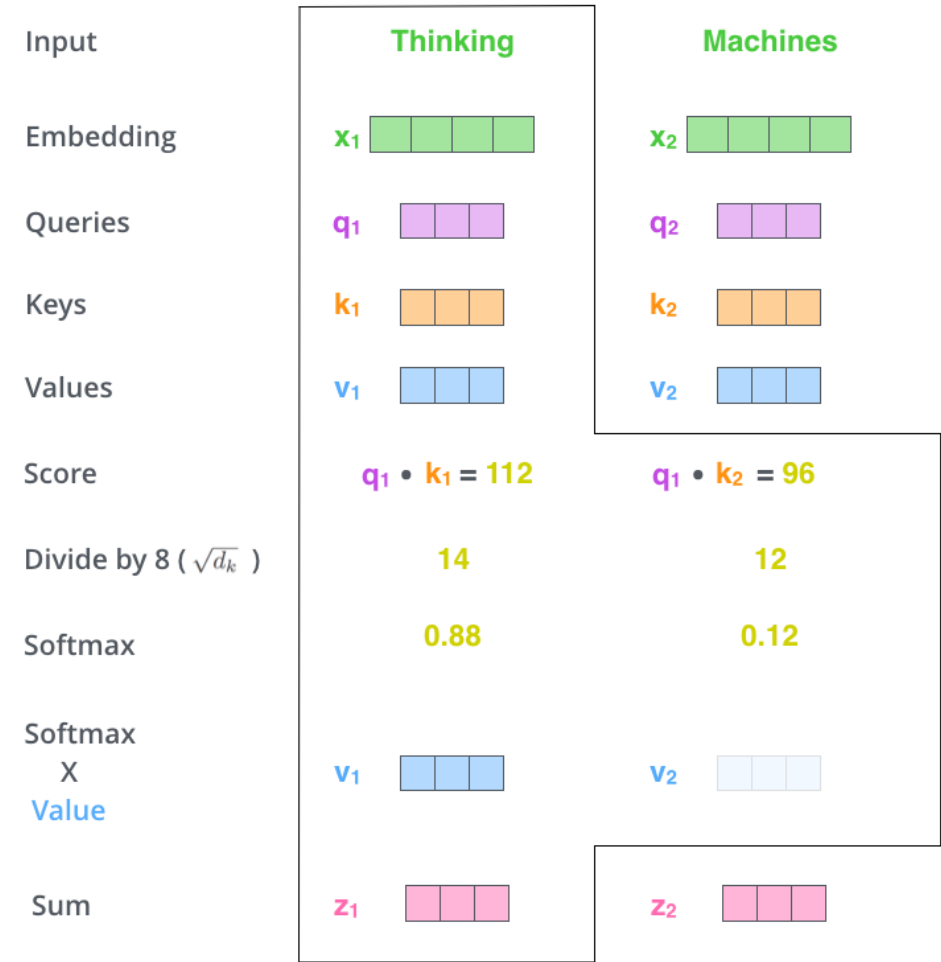 Input Thinking Machines
Embedding x₁ x₂
Queries q₁ q₂
Keys k₁ k₂
Values v₁ v₂
Score q₁ • k₁ = 112 q₁ • k₂ = 96
Divide by 8 ( √dₖ ) 14 12
Softmax 0.88 0.12
Softmax
X v₁ v₂
Value
Sum z₁ z₂